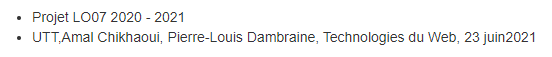 Projet LO07 2020 - 2021
UTT,Amal Chikhaoui, Pierre-Louis Dambraine, Technologies du Web, 23 juin2021